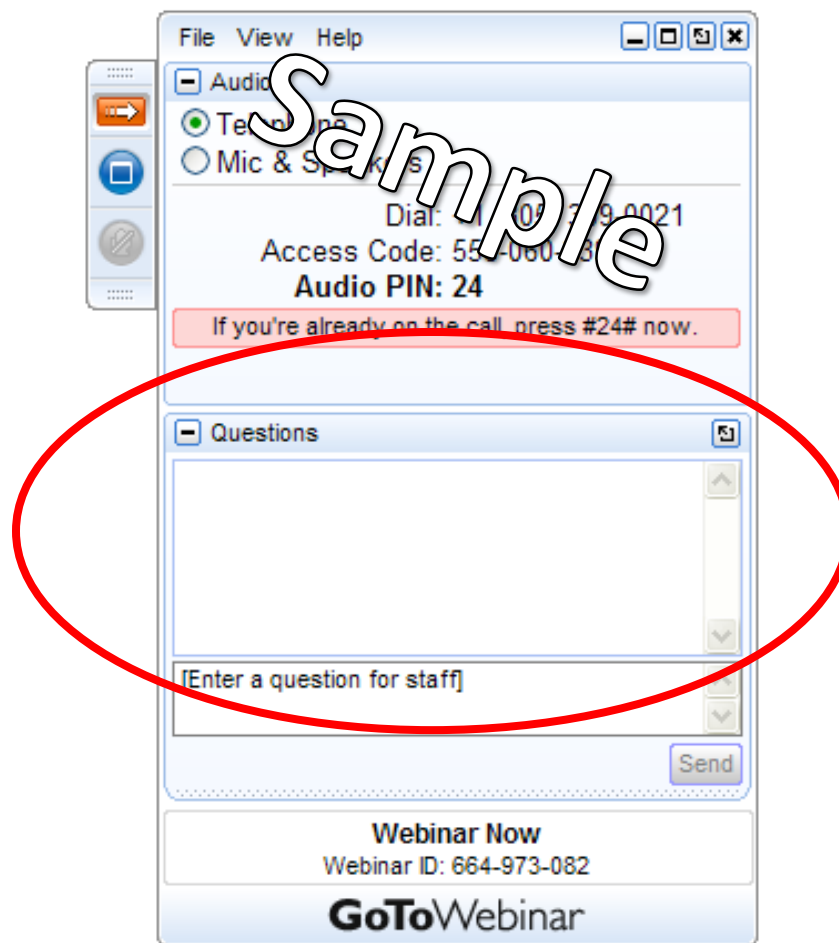 File View Help
Audio
Sample
Telephone
Mic & Speakers
Dial:
Access Code:
Audio PIN: 24
If you're already on the call, press #24# now.
Questions
[Enter a question for staff]
Send
Webinar Now
Webinar ID: 664-973-082
GoToWebinar